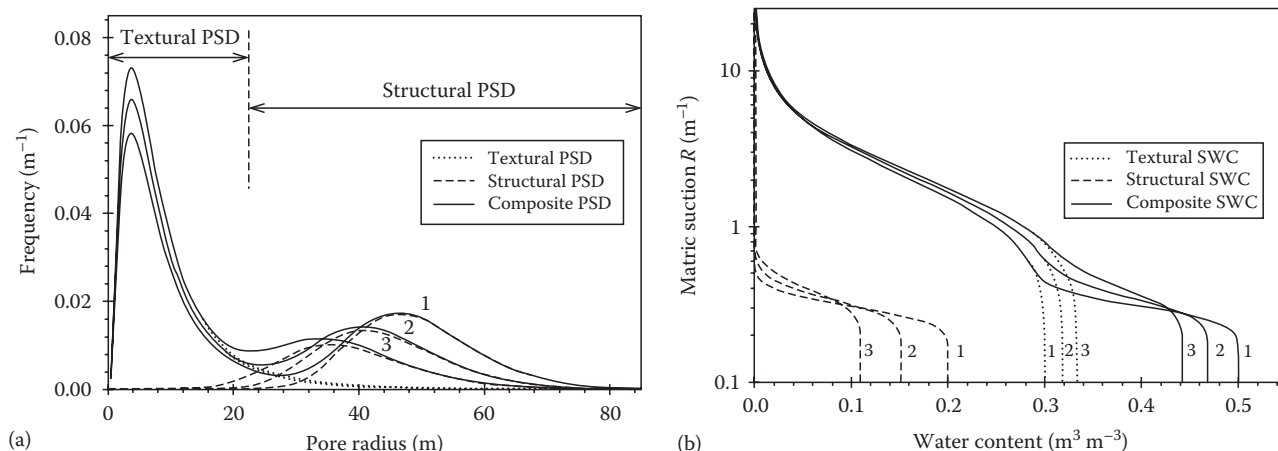 0.08
0.06
0.04
0.02
0.00
Frequency (m⁻¹)
Textural PSD
Structural PSD
Textural PSD
Structural PSD
Composite PSD
1
2
3
0
20
40
60
80
Pore radius (m)
(a)
10
1
0.1
Matric suction R (m⁻¹)
Textural SWC
Structural SWC
Composite SWC
3
2
1
1
2
3
3
2
1
0.0
0.1
0.2
0.3
0.4
0.5
Water content (m³ m⁻³)
(b)